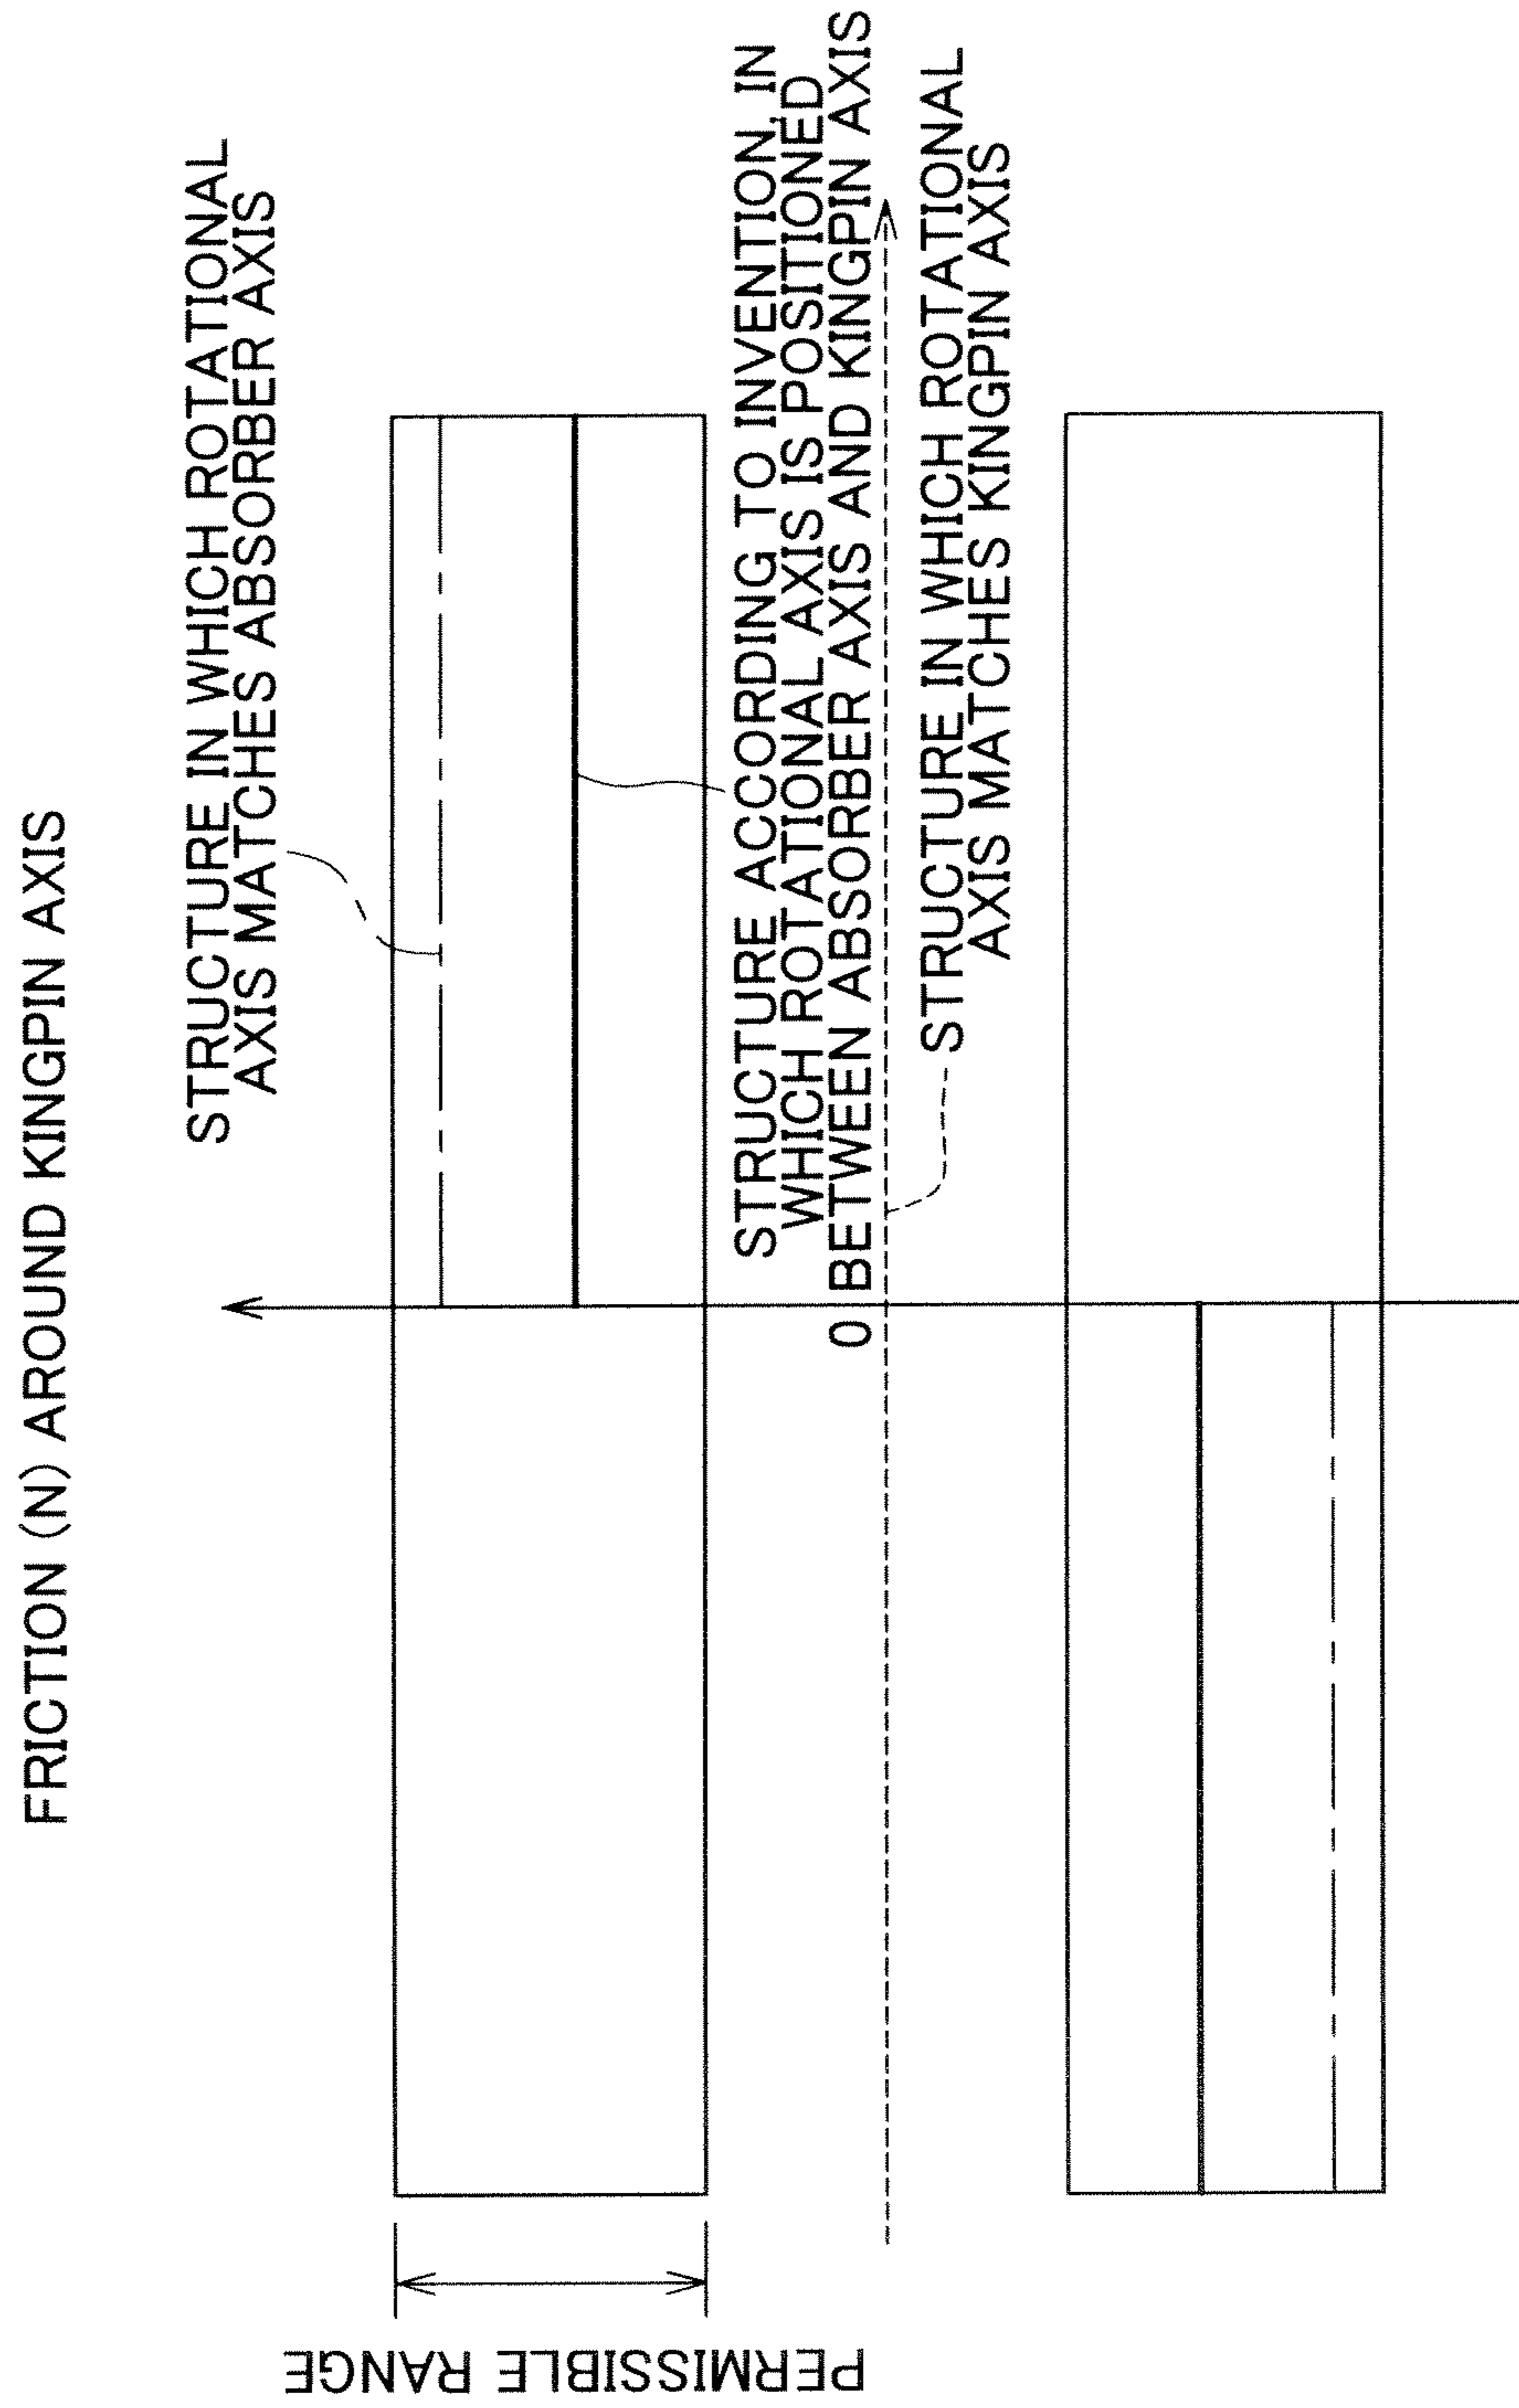 FRICTION (N) AROUND KINGPIN AXIS
STRUCTURE IN WHICH ROTATIONAL
AXIS MATCHES ABSORBER AXIS
STRUCTURE ACCORDING TO INVENTION, IN
WHICH ROTATIONAL AXIS IS POSITIONED
BETWEEN ABSORBER AXIS AND KINGPIN AXIS
0
STRUCTURE IN WHICH ROTATIONAL
AXIS MATCHES KINGPIN AXIS
PERMISSIBLE RANGE